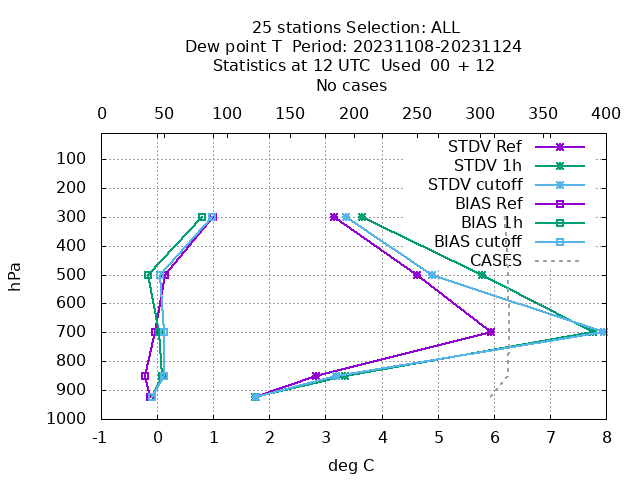 25 stations Selection: ALL
Dew point T  Period: 20231108-20231124
Statistics at 12 UTC  Used  00 + 12
No cases
0 50 100 150 200 250 300 350 400
STDV Ref
STDV 1h
STDV cutoff
BIAS Ref
BIAS 1h
BIAS cutoff
CASES
hPa
100
200
300
400
500
600
700
800
900
1000
-1 0 1 2 3 4 5 6 7 8
deg C